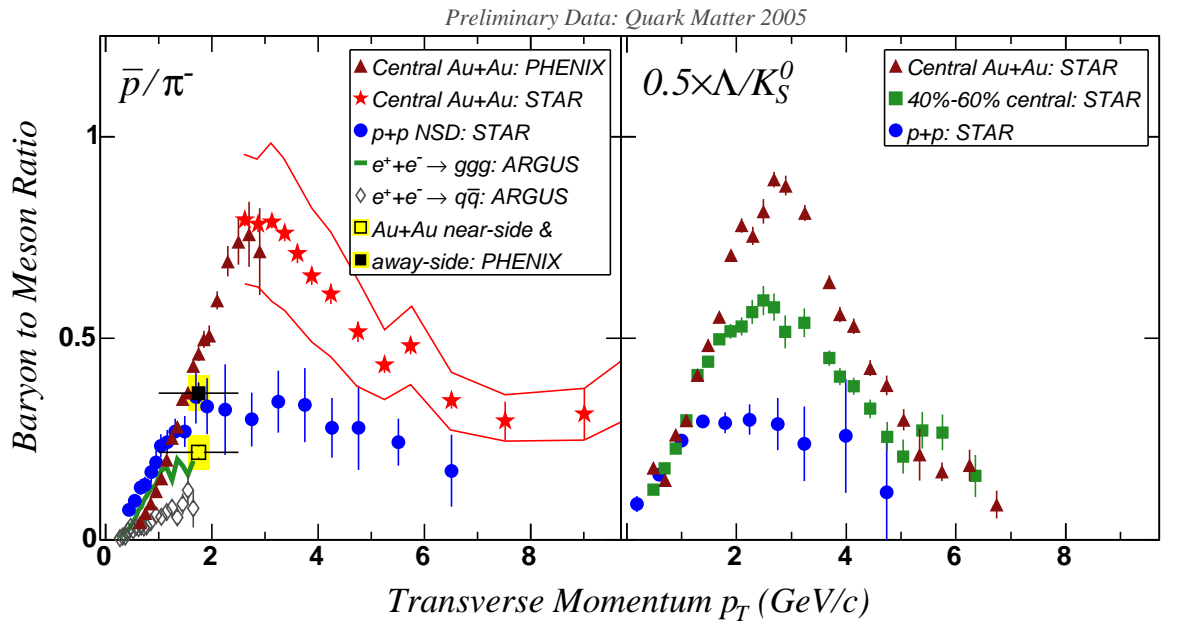 Preliminary Data: Quark Matter 2005
p̅/π⁻
Central Au+Au: PHENIX
Central Au+Au: STAR
p+p NSD: STAR
e⁺+e⁻ → ggg: ARGUS
e⁺+e⁻ → qq̅: ARGUS
Au+Au near-side &
away-side: PHENIX
0.5×Λ/K⁰S
Central Au+Au: STAR
40%-60% central: STAR
p+p: STAR
Baryon to Meson Ratio
1
0.5
0
0 2 4 6 8
2 4 6 8
Transverse Momentum pT (GeV/c)